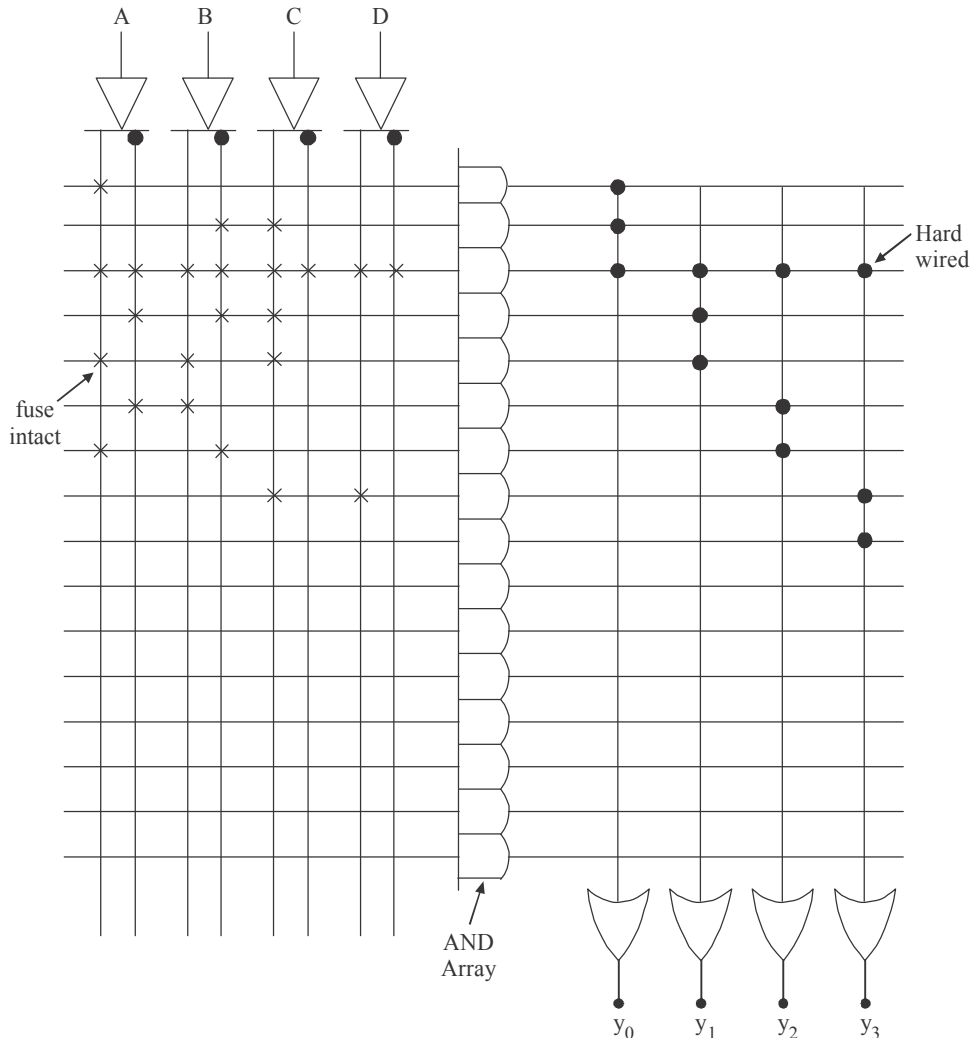 A B C D
Hard
wired
fuse
intact
AND
Array
y0 y1 y2 y3